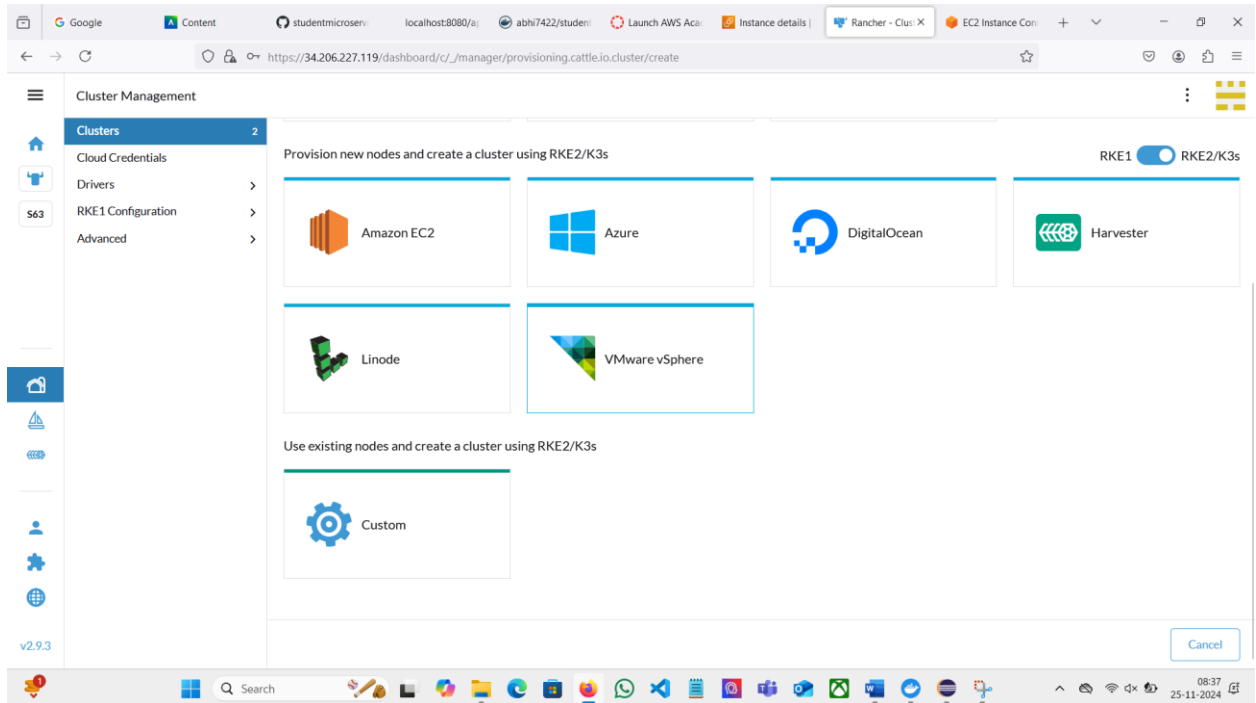 Google
Content
studentmicroserv
localhost:8080/a
abhi7422/student
Launch AWS Aca
Instance details |
Rancher - Clus
EC2 Instance Con
https://34.206.227.119/dashboard/c/_/manager/provisioning.cattle.io.cluster/create
Cluster Management
Clusters 2
Cloud Credentials
Drivers
RKE1 Configuration
Advanced
S63
v2.9.3
Provision new nodes and create a cluster using RKE2/K3s
RKE1 RKE2/K3s
Amazon EC2
Azure
DigitalOcean
Harvester
Linode
VMware vSphere
Use existing nodes and create a cluster using RKE2/K3s
Custom
Cancel
1
Search
08:37
25-11-2024